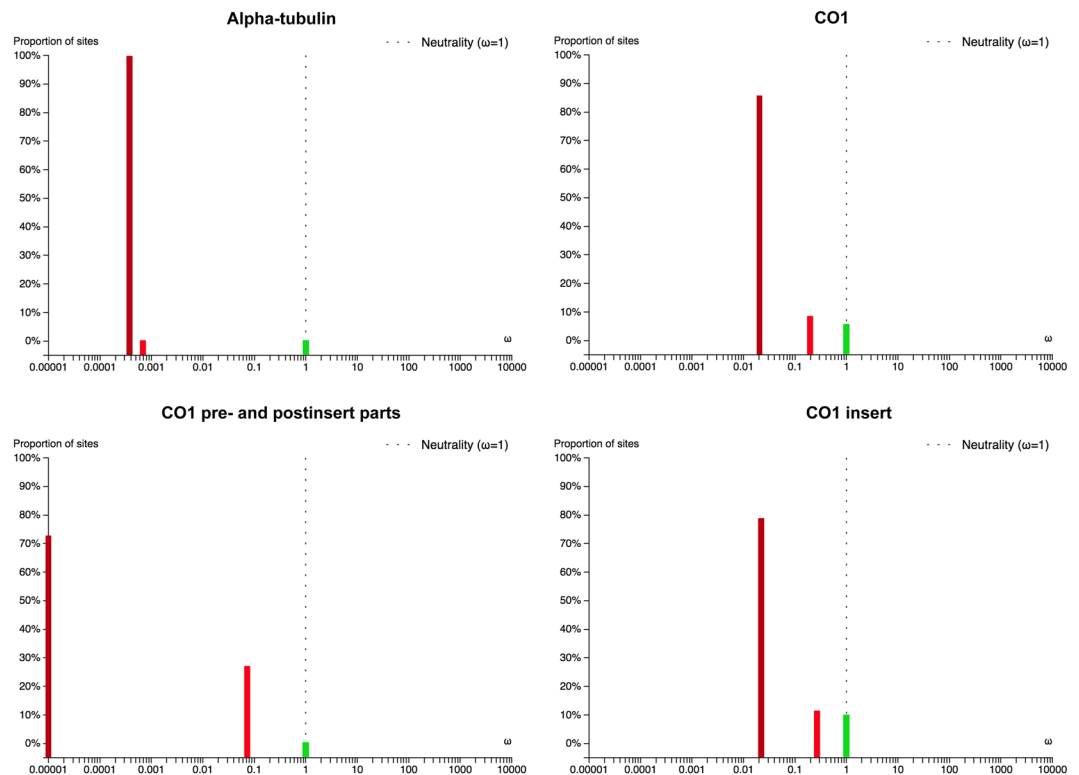 Alpha-tubulin
Proportion of sites
Neutrality (ω=1)
100%
90%
80%
70%
60%
50%
40%
30%
20%
10%
0%
ω
0.00001 0.0001 0.001 0.01 0.1 1 10 100 1000 10000
CO1
Proportion of sites
Neutrality (ω=1)
100%
90%
80%
70%
60%
50%
40%
30%
20%
10%
0%
ω
0.00001 0.0001 0.001 0.01 0.1 1 10 100 1000 10000
CO1 pre- and postinsert parts
Proportion of sites
Neutrality (ω=1)
100%
90%
80%
70%
60%
50%
40%
30%
20%
10%
0%
ω
0.00001 0.0001 0.001 0.01 0.1 1 10 100 1000 10000
CO1 insert
Proportion of sites
Neutrality (ω=1)
100%
90%
80%
70%
60%
50%
40%
30%
20%
10%
0%
ω
0.00001 0.0001 0.001 0.01 0.1 1 10 100 1000 10000